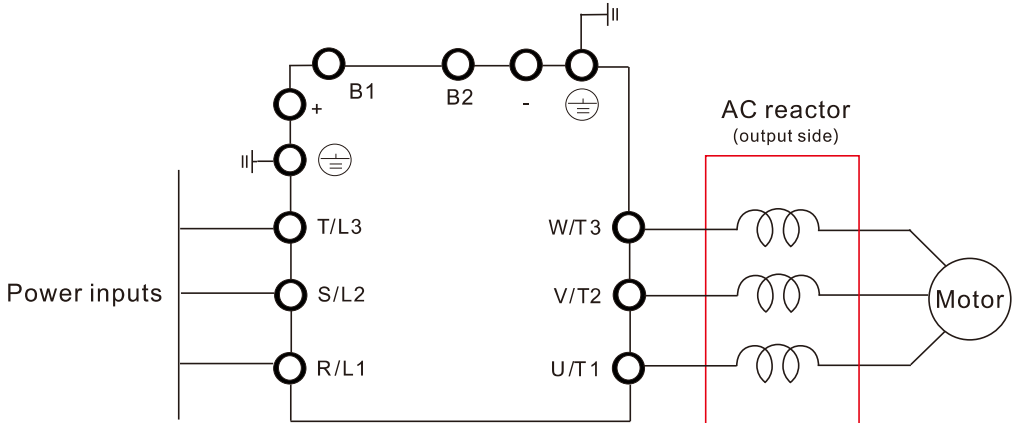 B1
B2
-
+
AC reactor
(output side)
T/L3
W/T3
Power inputs
S/L2
V/T2
Motor
R/L1
U/T1